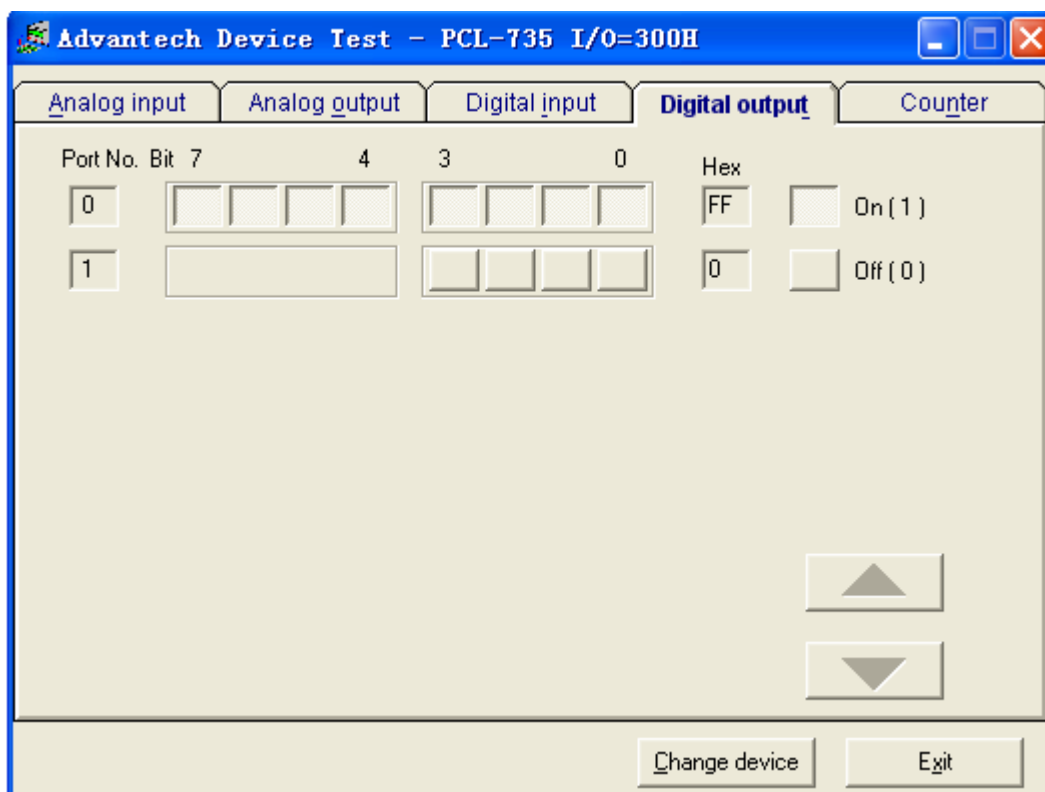 Advantech Device Test - PCL-735 I/O=300H
Analog input Analog output Digital input Digital output Counter
Port No. Bit 7 4 3 0 Hex
0 FF On ( 1 )
1 0 Off ( 0 )
Change device Exit